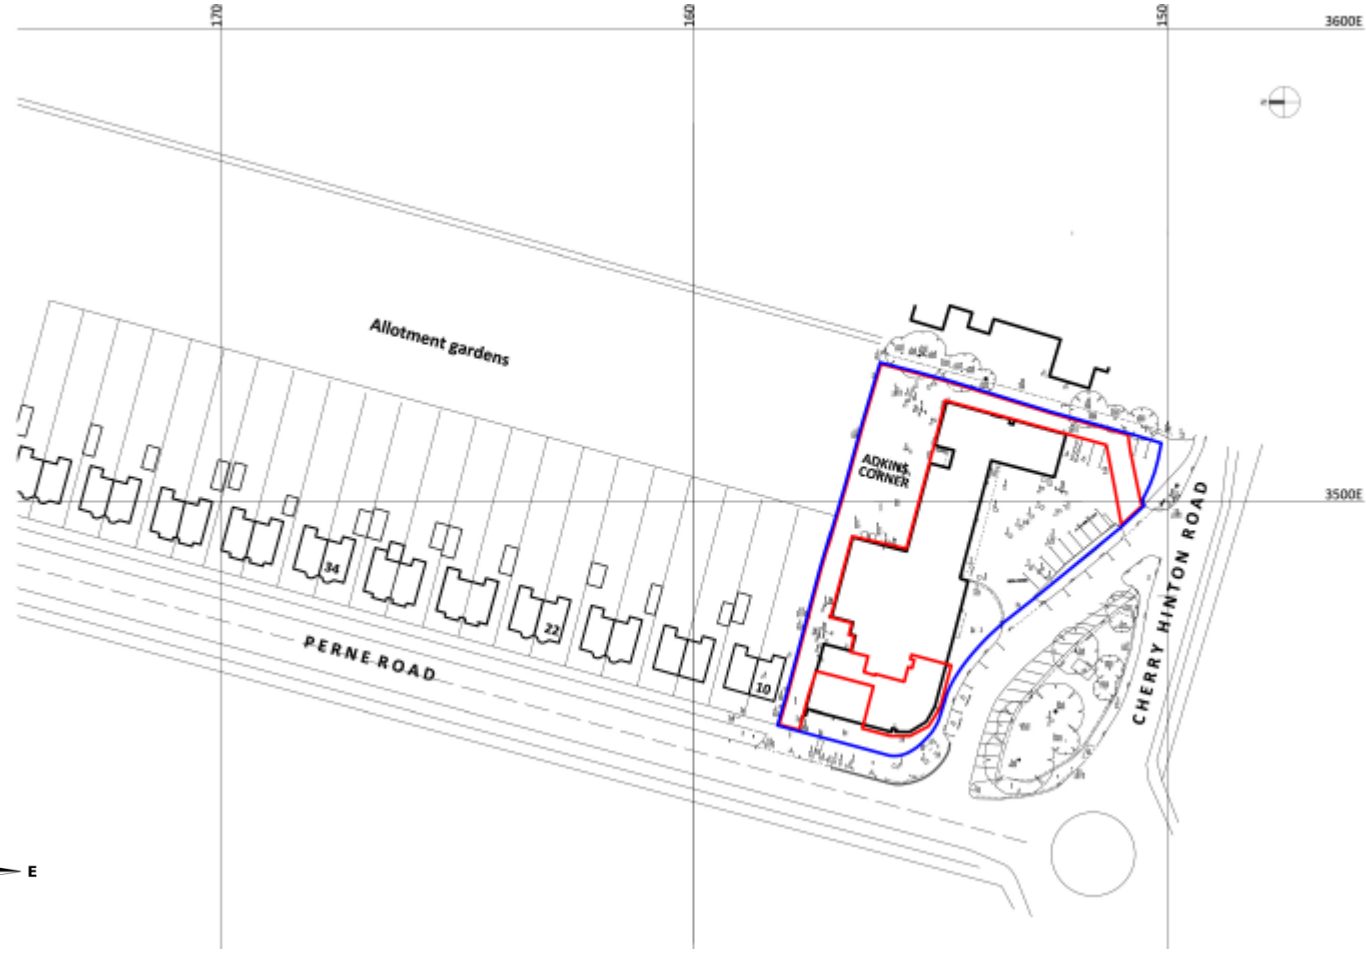 170
160
150
3600E
N
Allotment gardens
ADKINS
CORNER
3500E
34
22
10
PERNE ROAD
CHERRY HINTON ROAD
E